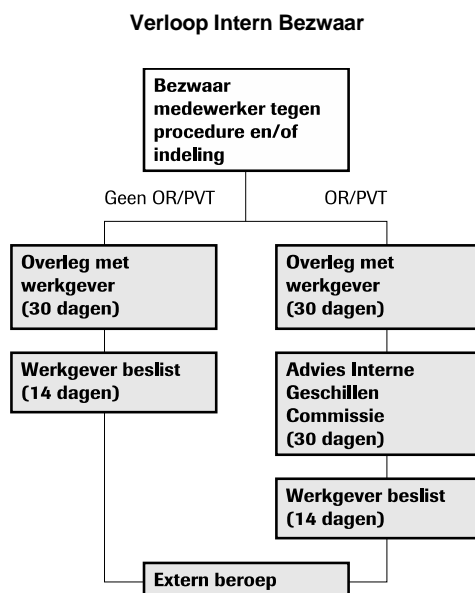 Verloop Intern Bezwaar
Bezwaar
medewerker tegen
procedure en/of
indeling
Geen OR/PVT
OR/PVT
Overleg met
werkgever
(30 dagen)
Werkgever beslist
(14 dagen)
Overleg met
werkgever
(30 dagen)
Advies Interne
Geschillen
Commissie
(30 dagen)
Werkgever beslist
(14 dagen)
Extern beroep